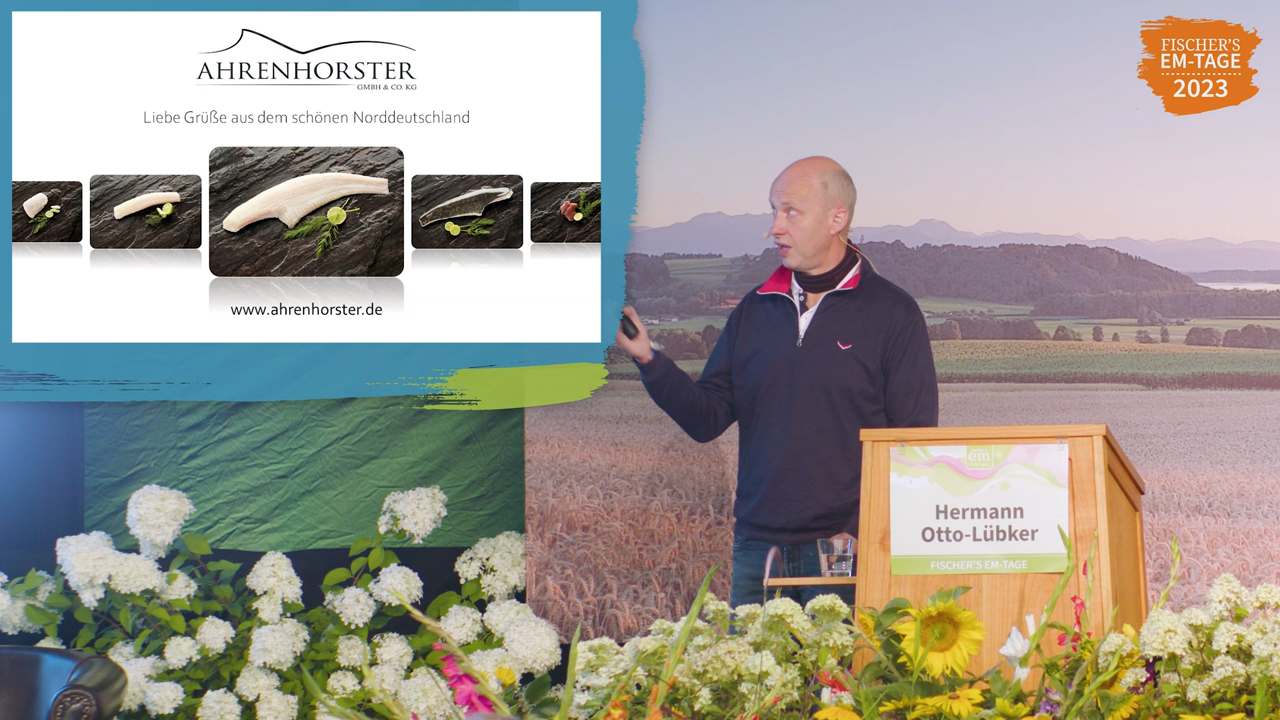 AHRENHORSTER
GMBH & CO. KG
Liebe Grüße aus dem schönen Norddeutschland
www.ahrenhorster.de
FISCHER'S
EM-TAGE
2023
em
Hermann
Otto-Lübker
FISCHER'S EM-TAGE